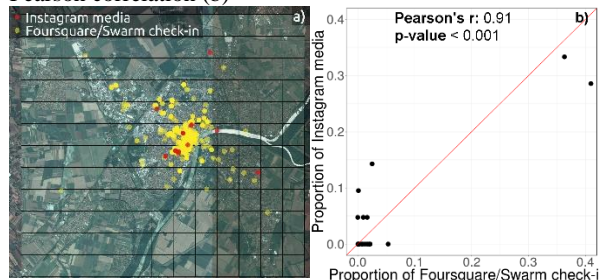 Pearson correlation (b)
Instagram media
a)
Foursquare/Swarm check-in
b)
Pearson's r: 0.91
p-value < 0.001
Proportion of Instagram media
0.4
0.3
0.2
0.1
0.0
0.0 0.1 0.2 0.3 0.4
Proportion of Foursquare/Swarm check-i